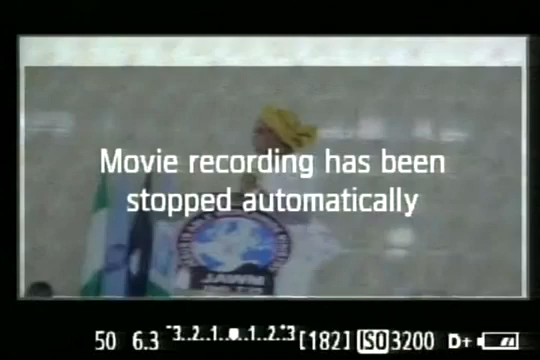 Movie recording has been
stopped automatically
50 6.3 -3..2..1..0..1..2..+3 [182] ISO 3200 D+